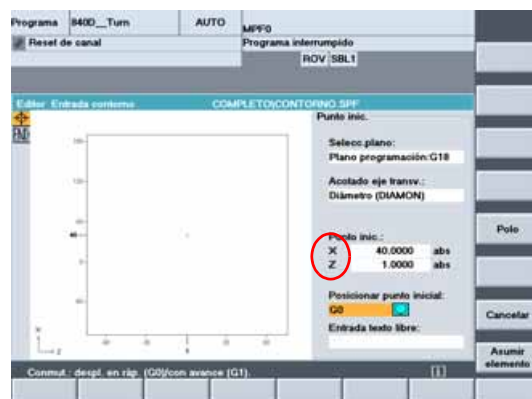 Programa 840D__Turn AUTO MPF0
Reset de canal Programa interrumpido
ROV SBL1
Editor Entrada contorno COMPLETO\CONTORNO.SPF
Punto inic.
END
Selecc.plano:
Plano programación:G18
Acotado eje transv.:
Diámetro (DIAMON)
Polo
Punto inic.:
X 40.0000 abs
Z 1.0000 abs
Posicionar punto inicial:
G0
Cancelar
Entrada texto libre:
X
Z
Asumir
elemento
Conmut.: despl. en ráp. (G0)/con avance (G1).